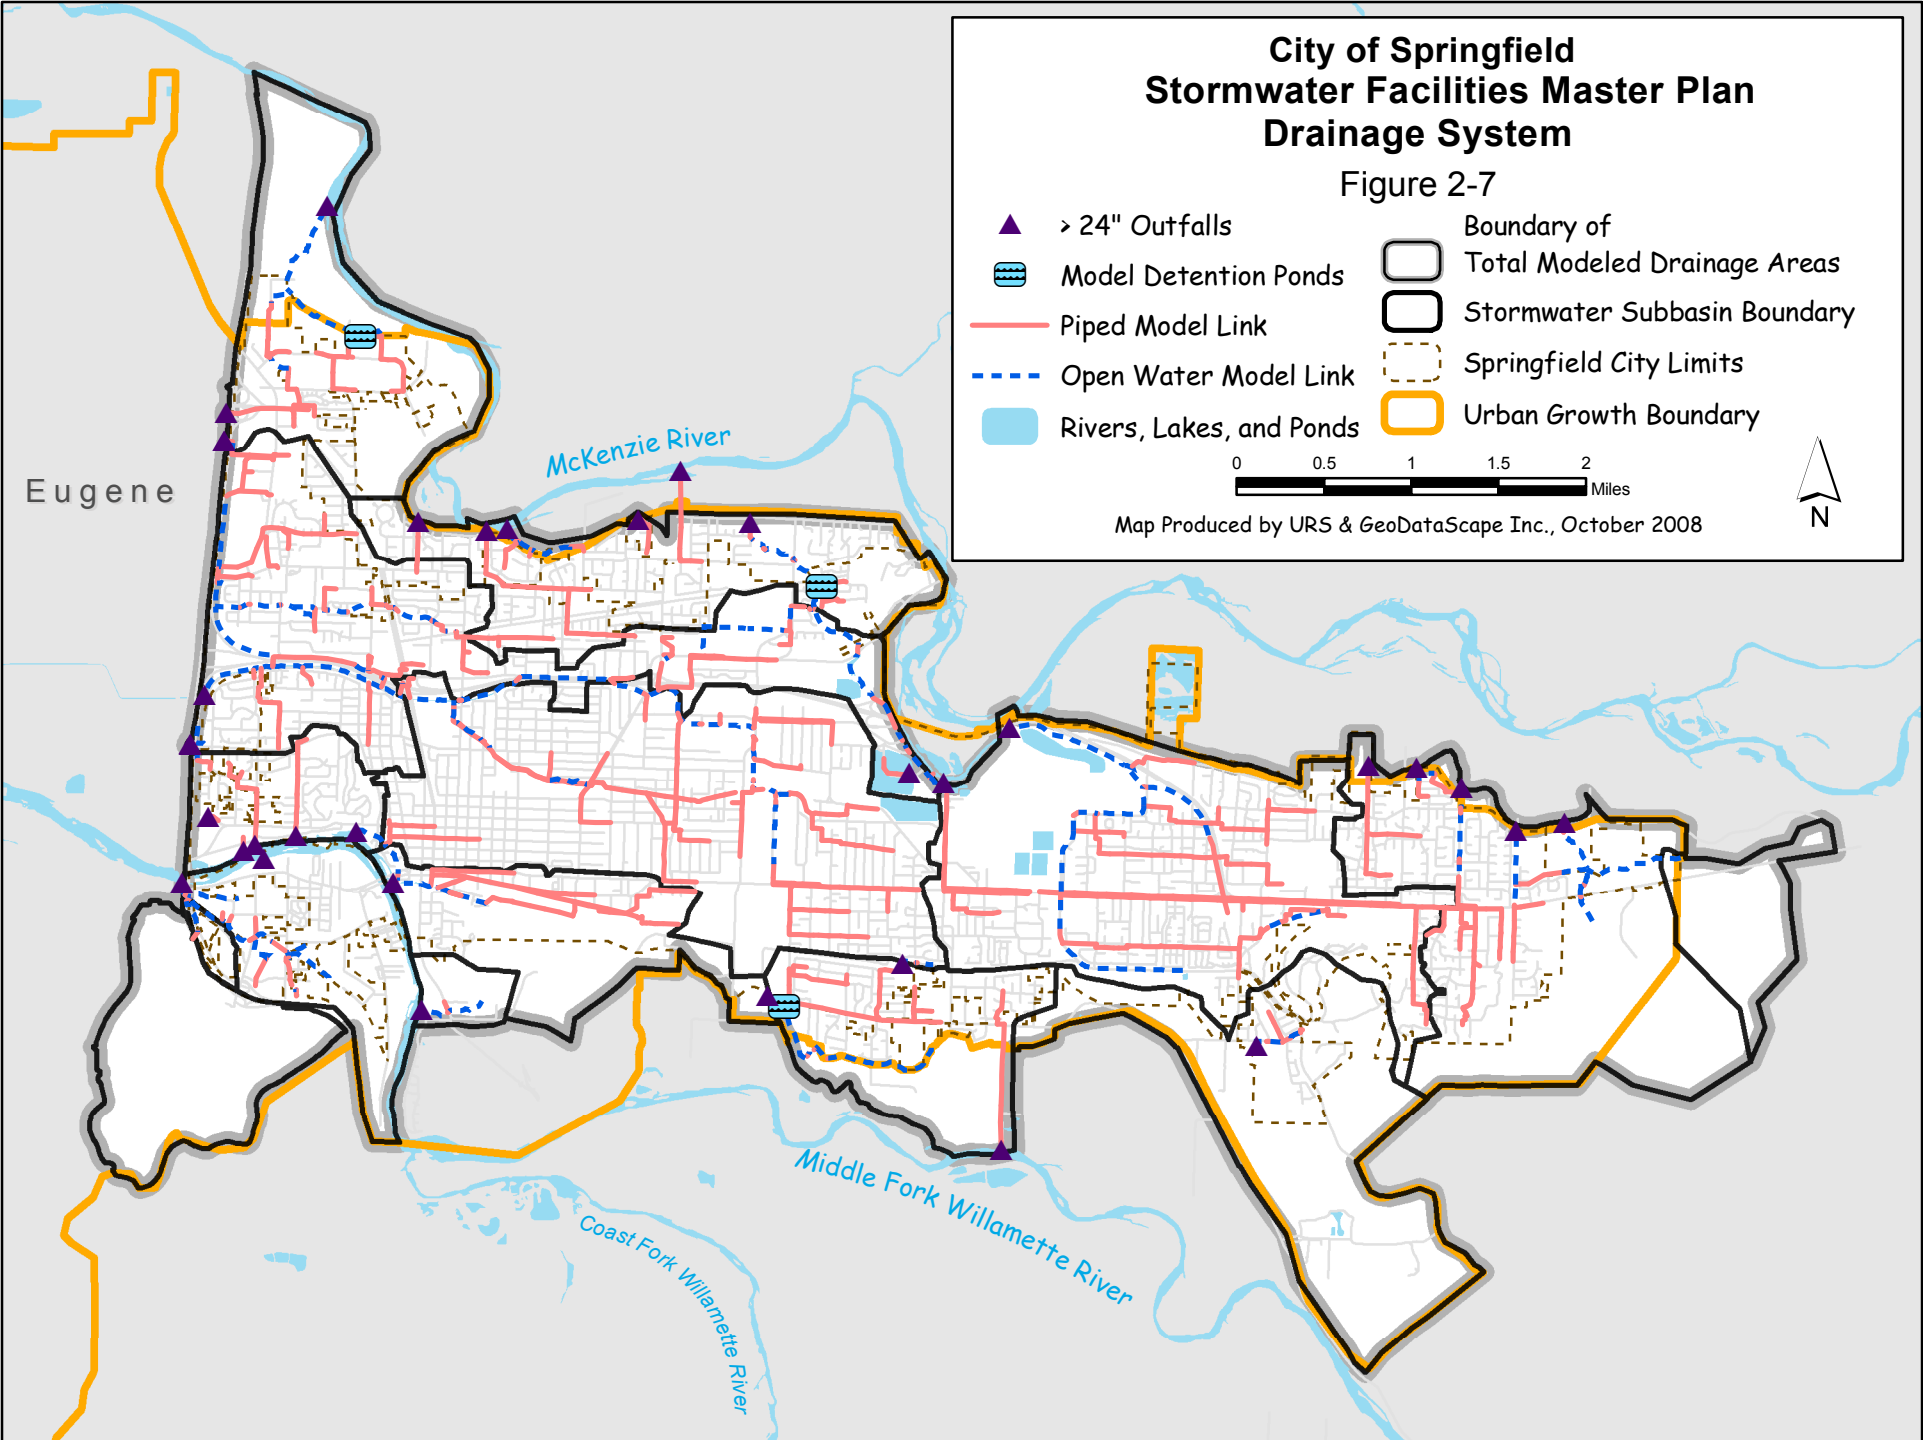 City of Springfield
Stormwater Facilities Master Plan
Drainage System
Figure 2-7
> 24" Outfalls
Model Detention Ponds
Piped Model Link
Open Water Model Link
Rivers, Lakes, and Ponds
Boundary of
Total Modeled Drainage Areas
Stormwater Subbasin Boundary
Springfield City Limits
Urban Growth Boundary
0 0.5 1 1.5 2
Miles
Map Produced by URS & GeoDataScape Inc., October 2008
N
McKenzie River
Eugene
Middle Fork Willamette River
Coast Fork Willamette River